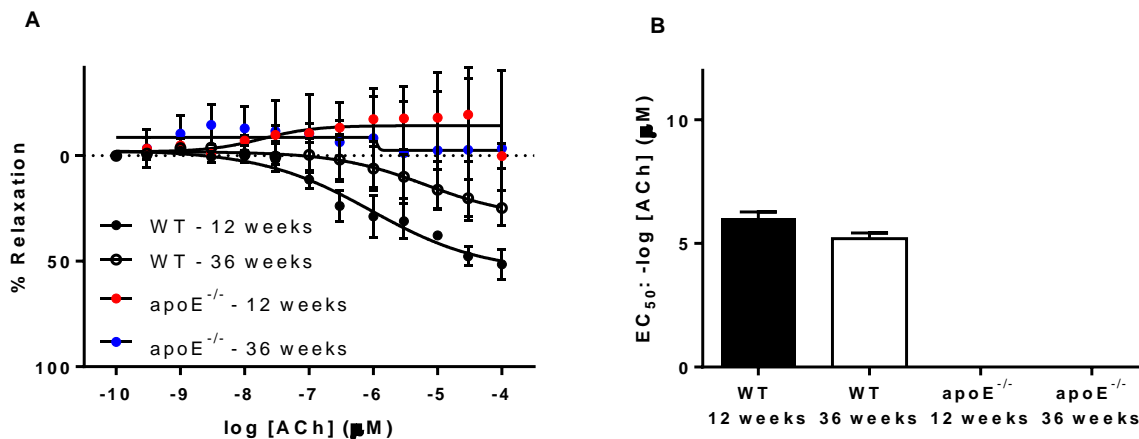 A
% Relaxation
0
50
100
WT - 12 weeks
WT - 36 weeks
apoE-/- - 12 weeks
apoE-/- - 36 weeks
-10 -9 -8 -7 -6 -5 -4
log [ACh] (μM)
B
EC50: -log [ACh] (μM)
10
5
0
WT
12 weeks
WT
36 weeks
apoE-/-
12 weeks
apoE-/-
36 weeks